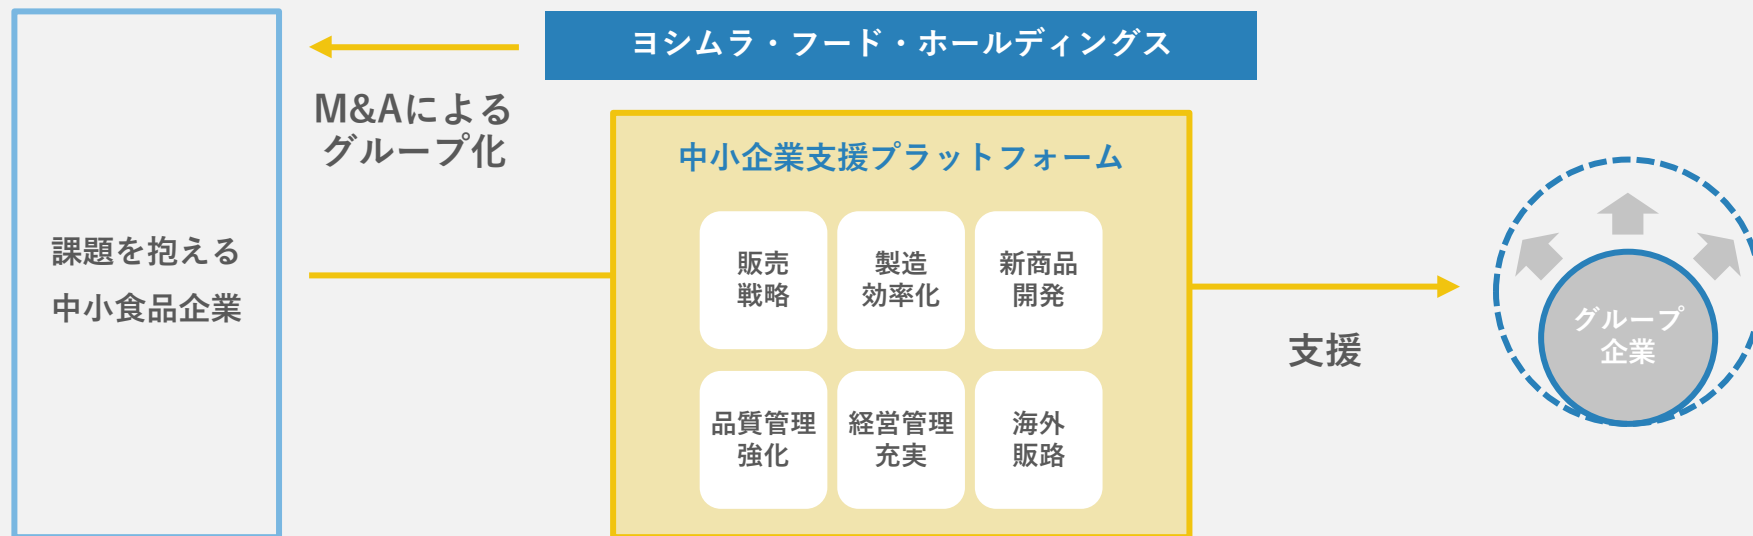 ヨシムラ・フード・ホールディングス
M&Aによる
グループ化
課題を抱える
中小食品企業
中小企業支援プラットフォーム
販売
戦略
製造
効率化
新商品
開発
品質管理
強化
経営管理
充実
海外
販路
支援
グループ
企業